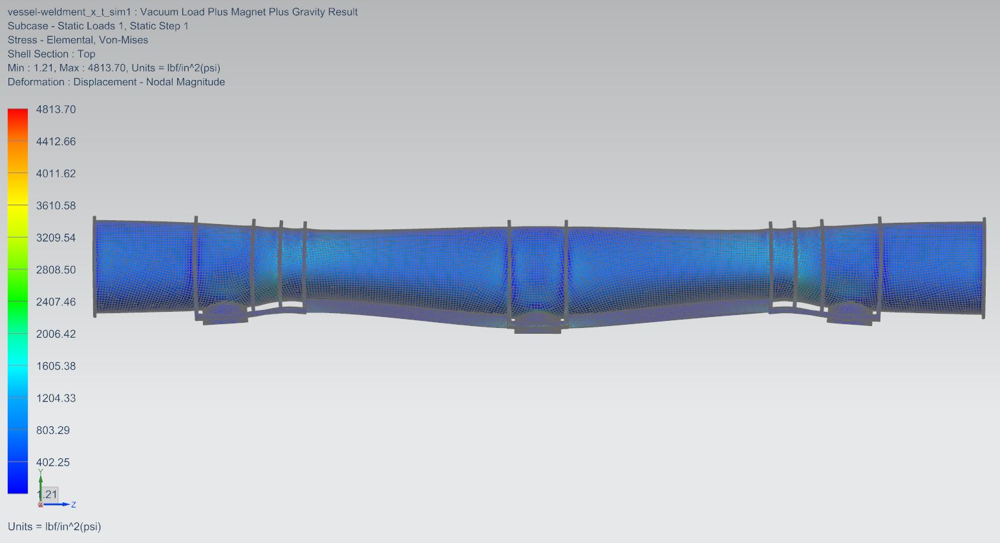 vessel-weldment_x_t_sim1 : Vacuum Load Plus Magnet Plus Gravity Result
Subcase - Static Loads 1, Static Step 1
Stress - Elemental, Von-Mises
Shell Section : Top
Min : 1.21, Max : 4813.70, Units = lbf/in^2(psi)
Deformation : Displacement - Nodal Magnitude
4813.70
4412.66
4011.62
3610.58
3209.54
2808.50
2407.46
2006.42
1605.38
1204.33
803.29
402.25
Y
1.21
X
Z
Units = lbf/in^2(psi)